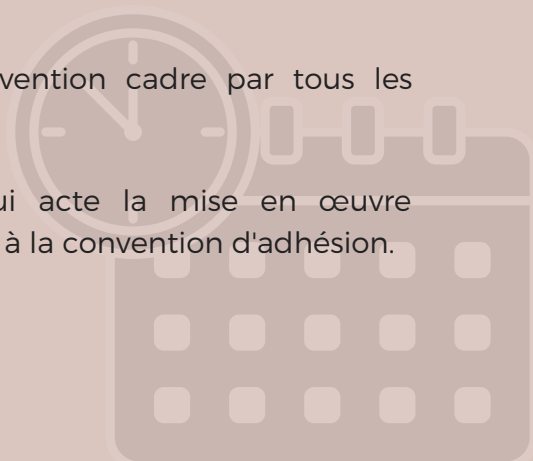 vention cadre par tous les
ui acte la mise en œuvre
à la convention d'adhésion.